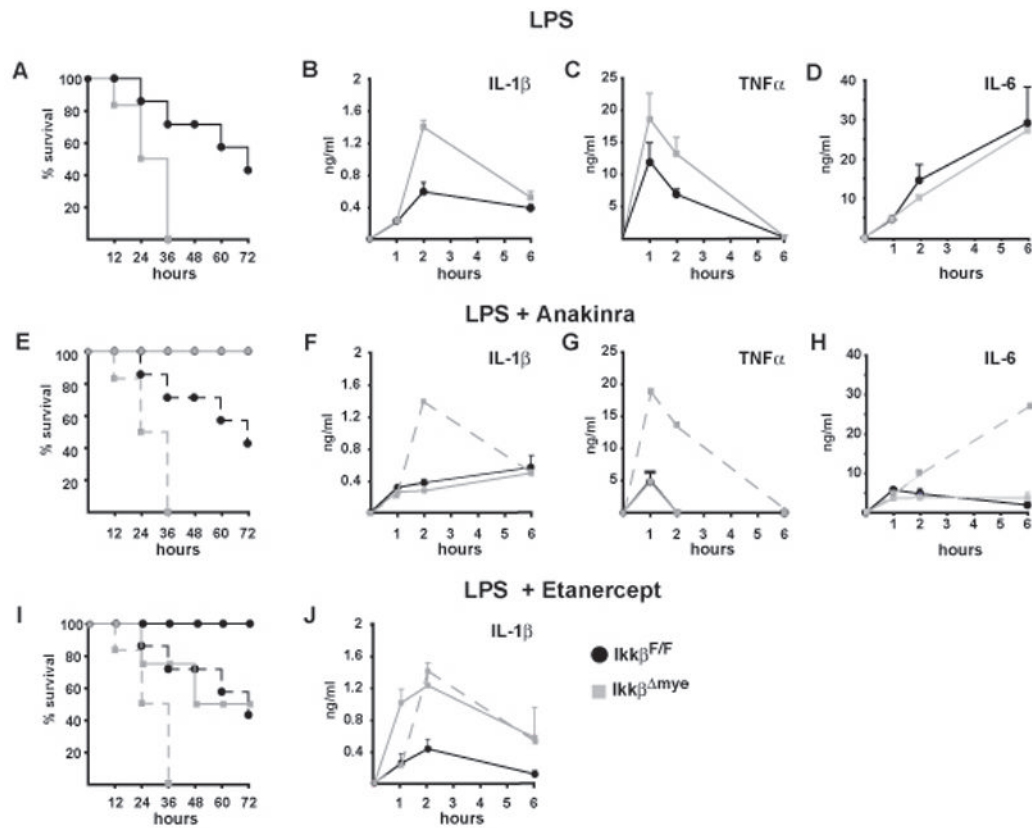 LPS
A
B
C
D
IL-1β
TNFα
IL-6
% survival
100
80
60
40
20
12 24 36 48 60 72
hours
ng/ml
2
1.6
1.2
0.8
0.4
1 2 3 4 5 6
hours
ng/ml
25
20
15
10
5
1 2 3 4 5 6
hours
ng/ml
40
30
20
10
1 2 3 4 5 6
hours
LPS + Anakinra
E
F
G
H
IL-1β
TNFα
IL-6
% survival
100
80
60
40
20
12 24 36 48 60 72
hours
ng/ml
2
1.6
1.2
0.8
0.4
1 2 3 4 5 6
hours
ng/ml
25
20
15
10
5
1 2 3 4 5 6
hours
ng/ml
40
30
20
10
1 2 3 4 5 6
hours
LPS + Etanercept
I
J
IL-1β
% survival
100
80
60
40
20
12 24 36 48 60 72
hours
ng/ml
2
1.6
1.2
0.8
0.4
1 2 3 4 5 6
hours
IkkβF/F
IkkβΔmye